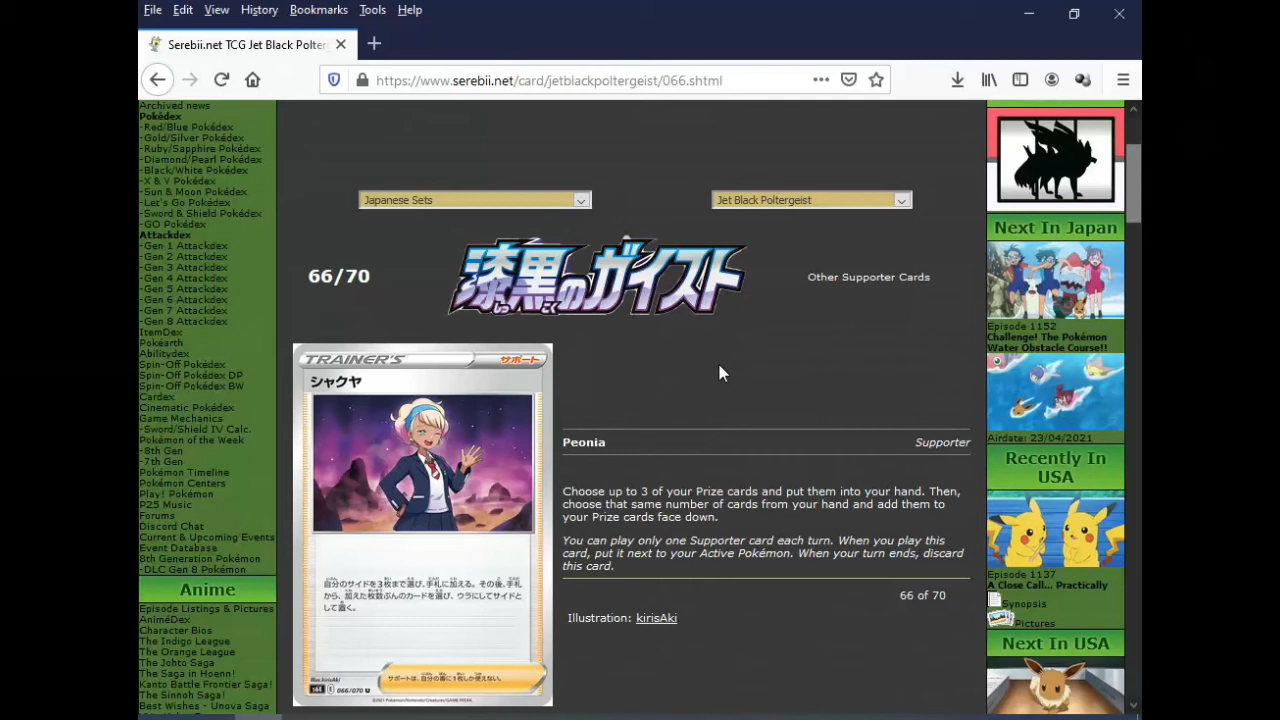 File Edit View History Bookmarks Tools Help
Serebii.net TCG Jet Black Polter
https://www.serebii.net/card/jetblackpoltergeist/066.shtml
Archived news
Pokédex
-Red/Blue Pokédex
-Gold/Silver Pokédex
-Ruby/Sapphire Pokédex
-Diamond/Pearl Pokédex
-Black/White Pokédex
-X & Y Pokédex
-Sun & Moon Pokédex
-Let's Go Pokédex
-Sword & Shield Pokédex
-GO Pokédex
Attackdex
-Gen 1 Attackdex
-Gen 2 Attackdex
-Gen 3 Attackdex
-Gen 4 Attackdex
-Gen 5 Attackdex
-Gen 6 Attackdex
-Gen 7 Attackdex
-Gen 8 Attackdex
ItemDex
Pokéarth
Abilitydex
Spin-Off Pokédex
Spin-Off Pokédex DP
Spin-Off Pokédex BW
Cardex
Cinematic Pokédex
Game Mechanics
-Sword/Shield IV Calc.
Pokémon of the Week
-8th Gen
-7th Gen
Pokémon Timeline
Pokémon Centers
Play! Pokémon
P25 Music
Forums
Discord Chat
Current & Upcoming Events
Event Database
8th Generation Pokémon
-DLC Gen 8 Pokémon
Anime
Episode Listings & Pictures
AniméDex
Character Bios
The Indigo League
The Orange League
The Johto Saga
The Saga in Hoenn!
Kanto Battle Frontier Saga!
The Sinnoh Saga!
Best Wishes - Unova Saga
Japanese Sets
Jet Black Poltergeist
66/70
漆黒のガイスト
しっこく
Other Supporter Cards
TRAINER'S サポート
シャクヤ
自分のサイドを3枚まで選び、手札に加える。その後、手札
から、加えた枚数ぶんのカードを選び、ウラにしてサイドと
して置く。
サポートは、自分の番に1枚しか使えない。
Illus. kirisAki
066/070 U
©2021 Pokémon/Nintendo/Creatures/GAME FREAK.
Peonia Supporter
Choose up to 3 of your Prize cards and put them into your hand. Then,
choose that same number of cards from your hand and add them to
your Prize cards face down.
You can play only one Supporter card each turn. When you play this
card, put it next to your Active Pokémon. When your turn ends, discard
this card.
66 of 70
Illustration: kirisAki
Next In Japan
Episode 1152
Challenge! The Pokémon
Water Obstacle Course!!
Airdate: 23/04/2021
Recently In
USA
Episode 1137
A Close Call... Practically
Synopsis
Pictures
Next In USA